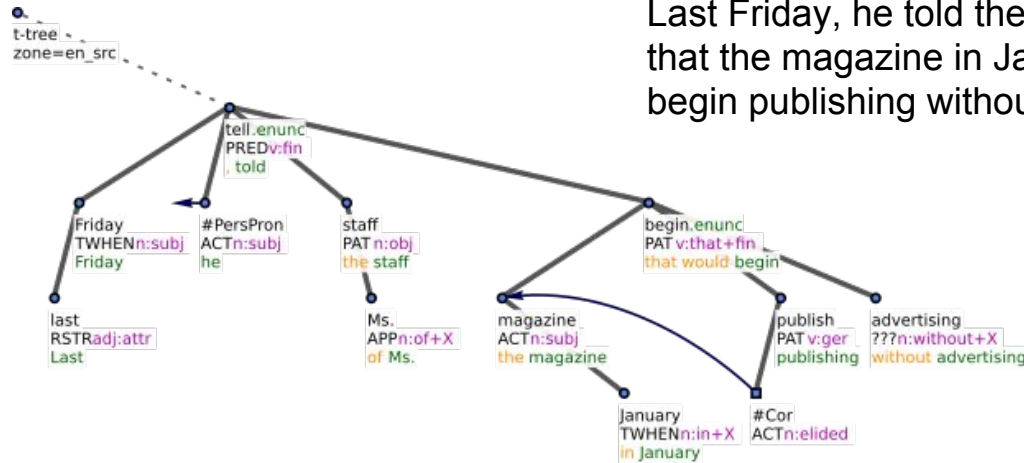 Last Friday, he told the
that the magazine in Ja
begin publishing withou
t-tree
zone=en_src
tell.enunc
PREDv:fin
, told
Friday
TWHENn:subj
Friday
#PersPron
ACTn:subj
he
staff
PATn:obj
the staff
begin.enunc
PATv:that+fin
that would begin
last
RSTRadj:attr
Last
Ms.
APPn:of+X
of Ms.
magazine
ACTn:subj
the magazine
publish
PATv:ger
publishing
advertising
???n:without+X
without advertising
January
TWHENn:in+X
in January
#Cor
ACTn:elided